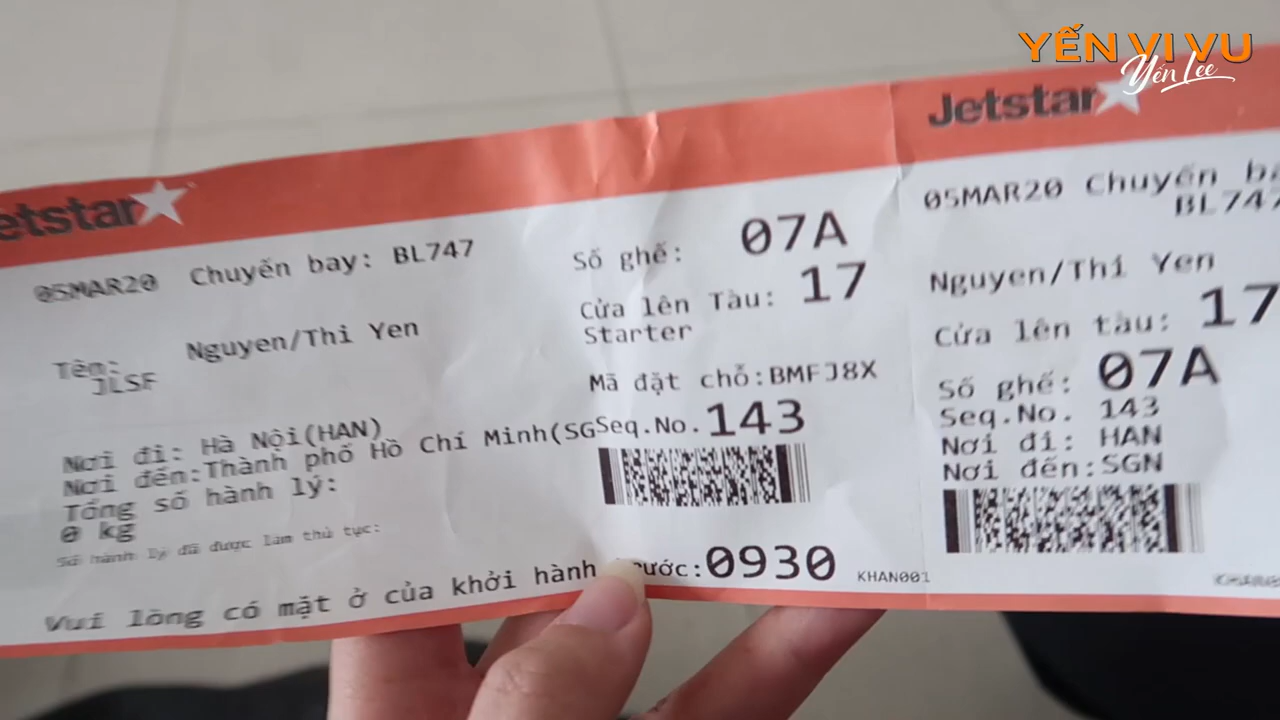 YẾN VI VU
Yến Lee
Jetstar
Jetstar
05MAR20 Chuyến bay: BL747
Tên: Nguyen/Thi Yen
JLSF
Nơi đi: Hà Nội(HAN)
Nơi đến:Thành phố Hồ Chí Minh(SG
Tổng số hành lý:
0 kg
Số hành lý đã được làm thủ tục:
Vui lòng có mặt ở của khởi hành trước:0930
Số ghế: 07A
Cửa lên Tàu: 17
Starter
Mã đặt chỗ:BMFJ8X
Seq.No.143
KHAN001
05MAR20 Chuyến
BL747
Nguyen/Thi Yen
Cửa lên tàu: 17
Số ghế: 07A
Seq.No. 143
Nơi đi: HAN
Nơi đến:SGN